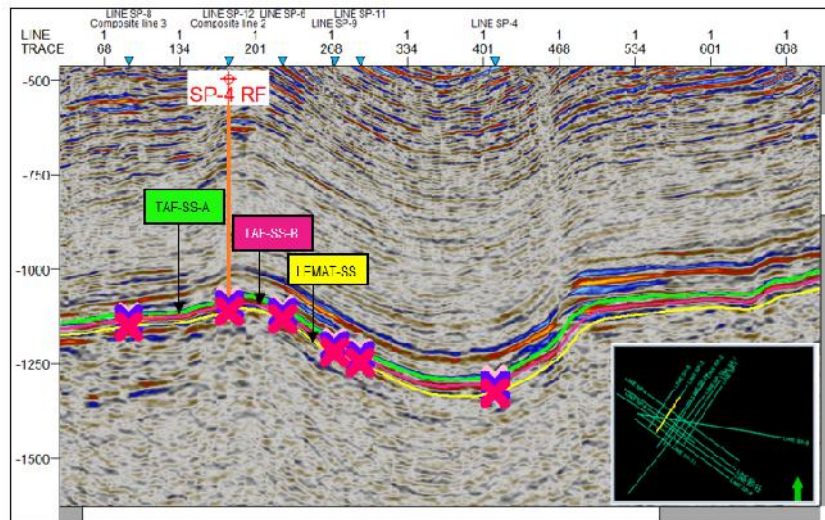 LINE SP-8 LINE SP-12 LINE SP-6 LINE SP-11
Composite line 3 Composite line 2 LINE SP-9 LINE SP-4
LINE 1 1 1 1 1 1 1 1 1 1
TRACE 68 134 201 268 334 401 468 534 601 668
-500
SP-4 RF
-750
TAF-SS-A
TAF-SS-B
LEMAT-SS
-1000
-1250
-1500